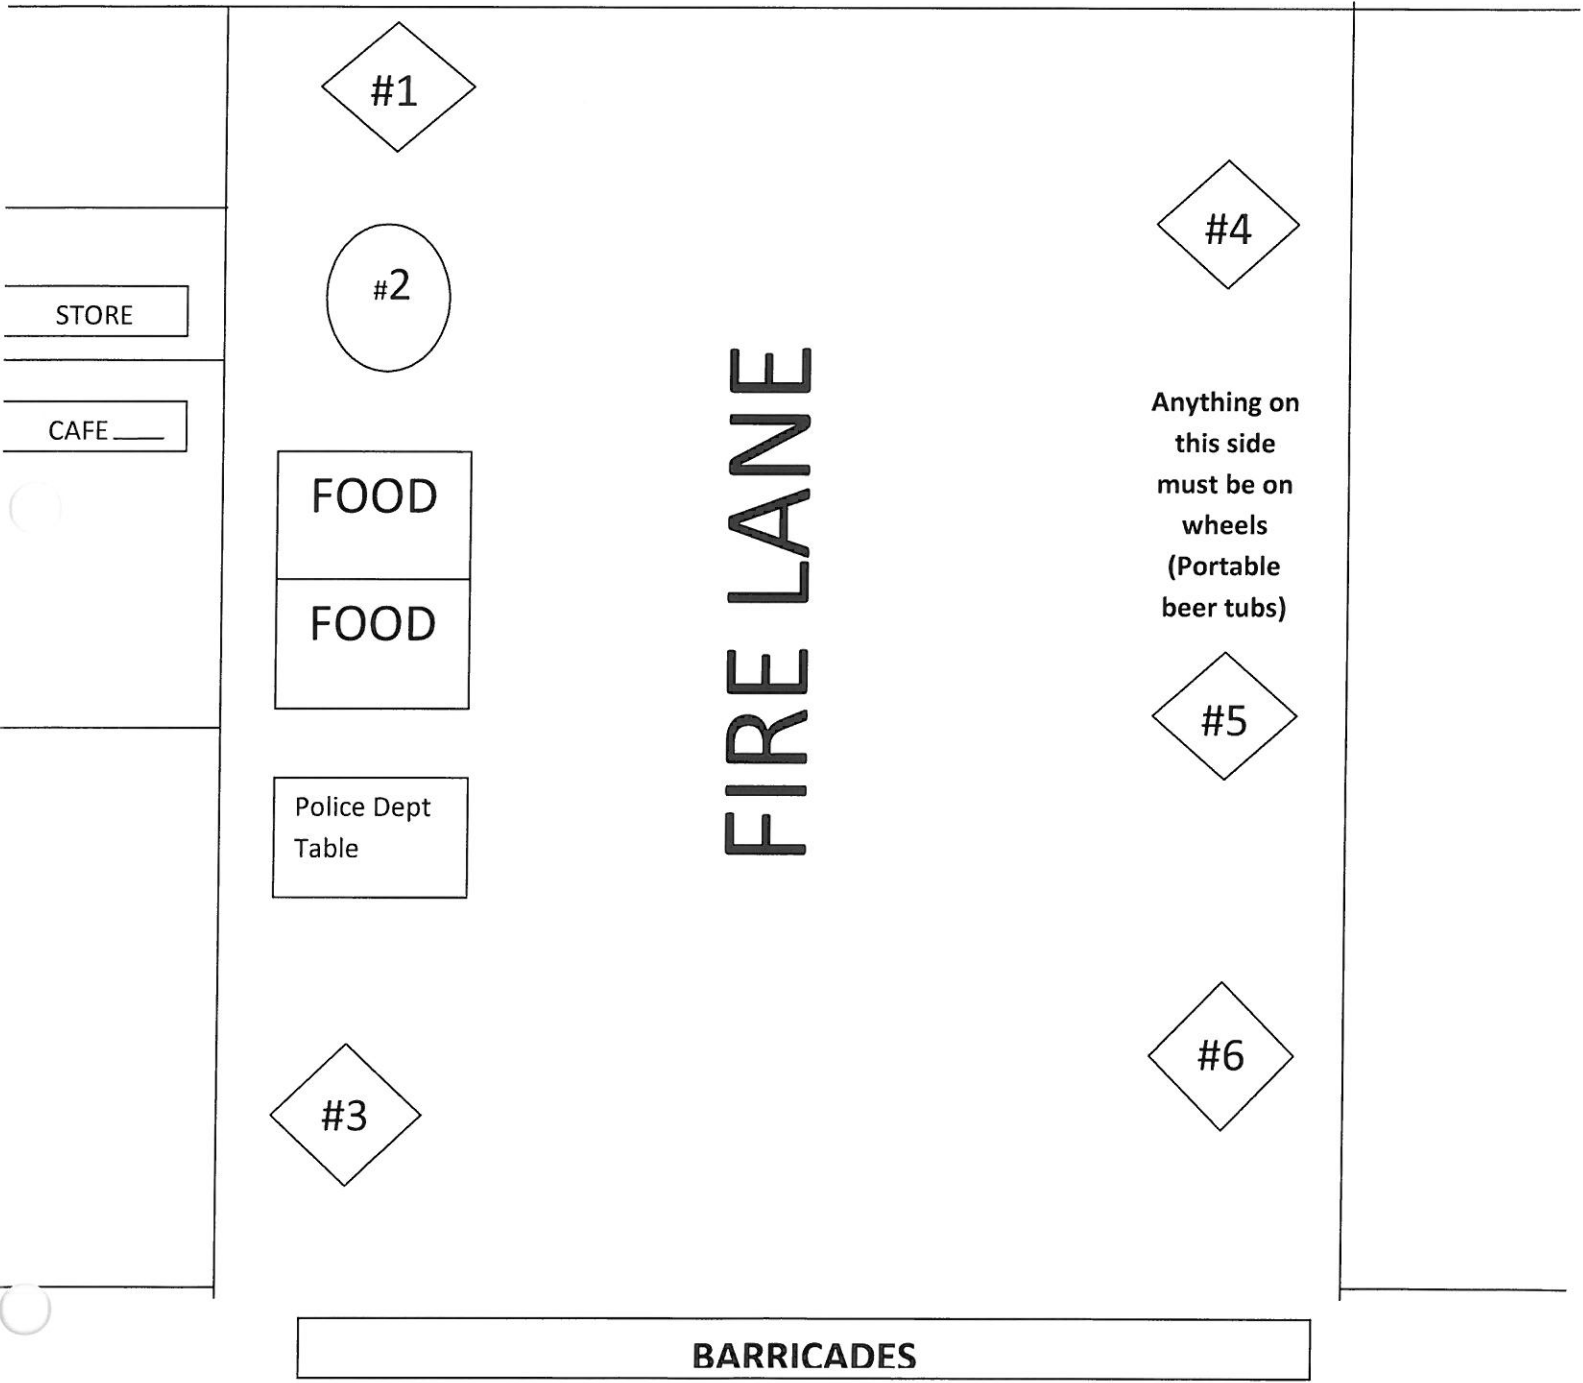 #1
#4
#2
STORE
CAFE____
FOOD
FOOD
Police Dept
Table
FIRE LANE
Anything on
this side
must be on
wheels
(Portable
beer tubs)
#5
#3
#6
BARRICADES